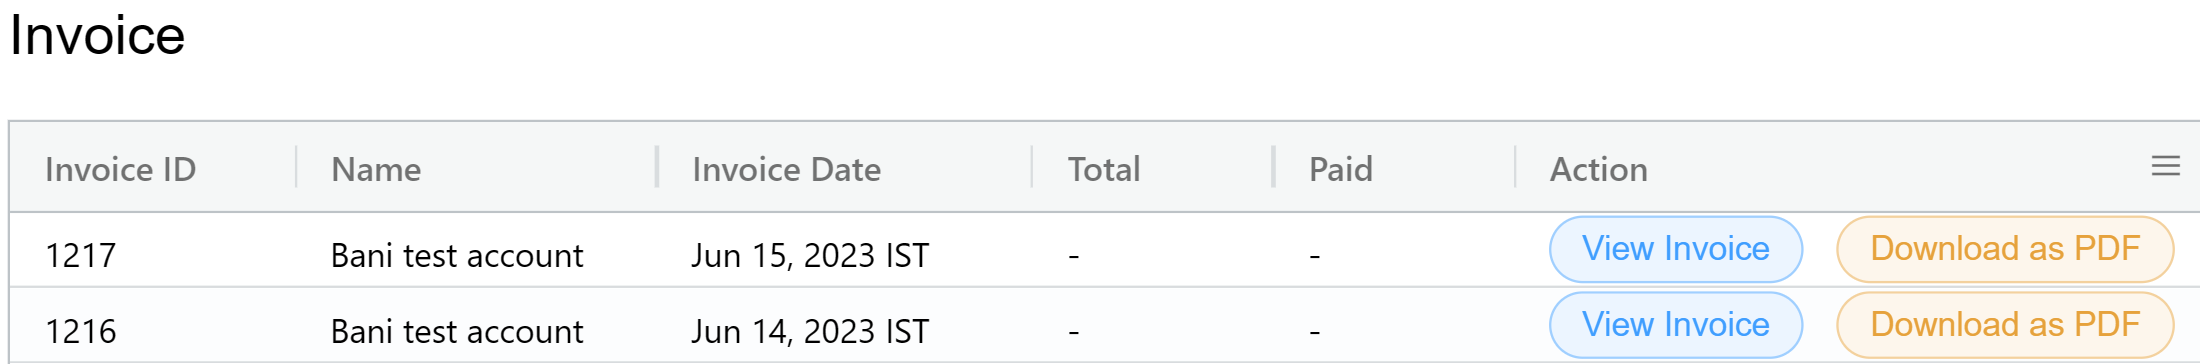 Invoice
Invoice ID Name Invoice Date Total Paid Action
1217 Bani test account Jun 15, 2023 IST - - View Invoice Download as PDF
1216 Bani test account Jun 14, 2023 IST - - View Invoice Download as PDF